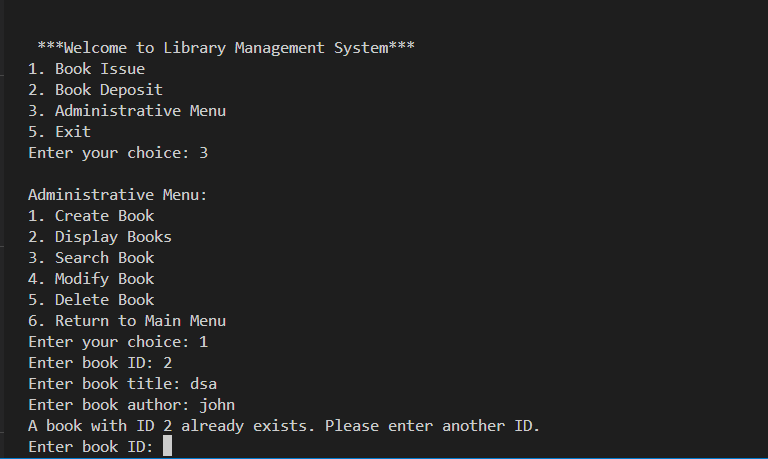 ***Welcome to Library Management System***
1. Book Issue
2. Book Deposit
3. Administrative Menu
5. Exit
Enter your choice: 3
Administrative Menu:
1. Create Book
2. Display Books
3. Search Book
4. Modify Book
5. Delete Book
6. Return to Main Menu
Enter your choice: 1
Enter book ID: 2
Enter book title: dsa
Enter book author: john
A book with ID 2 already exists. Please enter another ID.
Enter book ID: